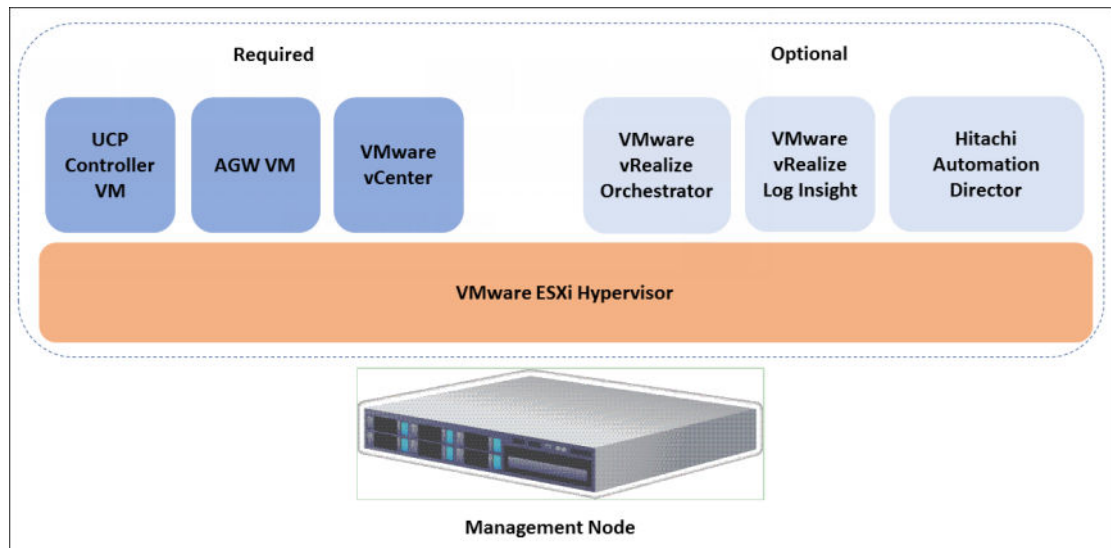 Required
Optional
UCP
Controller
VM
AGW VM
VMware
vCenter
VMware
vRealize
Orchestrator
VMware
vRealize
Log Insight
Hitachi
Automation
Director
VMware ESXi Hypervisor
Management Node